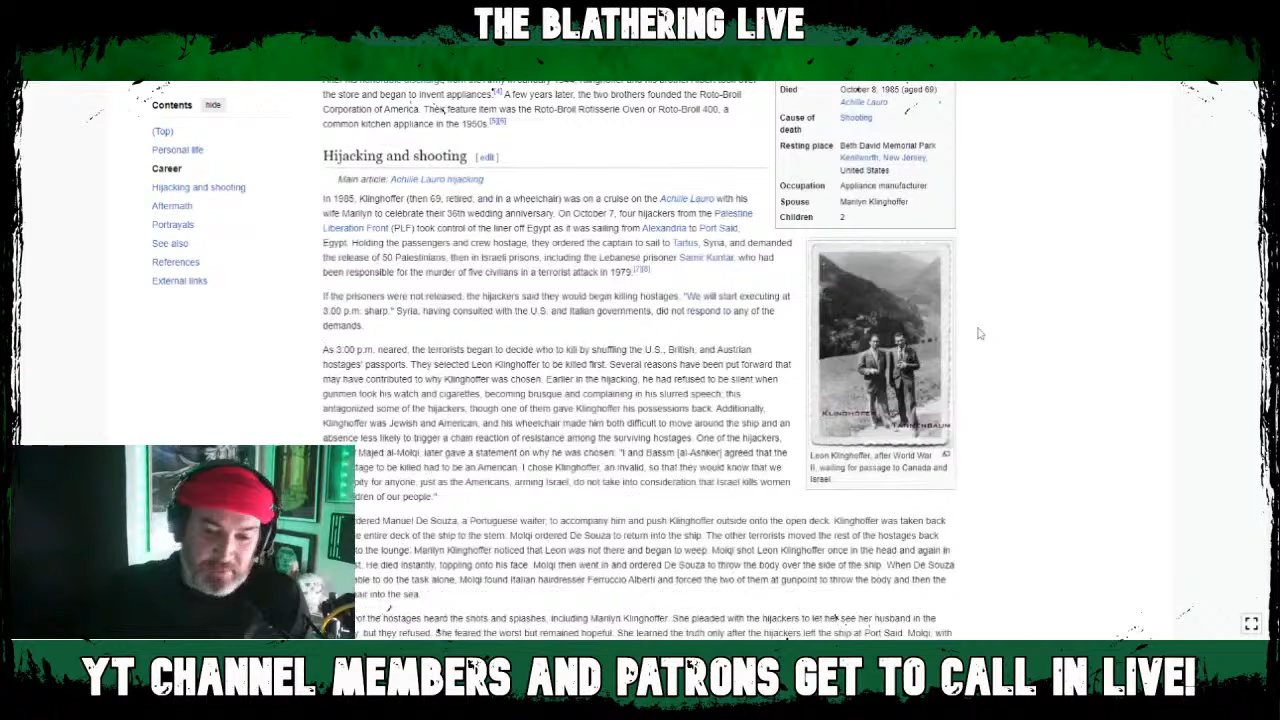 THE BLATHERING LIVE
Contents hide
(Top)
Personal life
Career
Hijacking and shooting
Aftermath
Portrayals
See also
References
External links
the store and began to invent appliances.[4] A few years later, the two brothers founded the Roto-Broil
Corporation of America. Their feature item was the Roto-Broil Rotisserie Oven or Roto-Broil 400, a
common kitchen appliance in the 1950s.[5][6]
Hijacking and shooting [ edit ]
Main article: Achille Lauro hijacking
In 1985, Klinghoffer (then 69, retired, and in a wheelchair) was on a cruise on the Achille Lauro with his
wife Marilyn to celebrate their 36th wedding anniversary. On October 7, four hijackers from the Palestine
Liberation Front (PLF) took control of the liner off Egypt as it was sailing from Alexandria to Port Said,
Egypt. Holding the passengers and crew hostage, they ordered the captain to sail to Tartus, Syria, and demanded
the release of 50 Palestinians, then in Israeli prisons, including the Lebanese prisoner Samir Kuntar, who had
been responsible for the murder of five civilians in a terrorist attack in 1979.[7][8]
If the prisoners were not released, the hijackers said they would begin killing hostages. "We will start executing at
3:00 p.m. sharp." Syria, having consulted with the U.S. and Italian governments, did not respond to any of the
demands.
As 3:00 p.m. neared, the terrorists began to decide who to kill by shuffling the U.S., British, and Austrian
hostages' passports. They selected Leon Klinghoffer to be killed first. Several reasons have been put forward that
may have contributed to why Klinghoffer was chosen. Earlier in the hijacking, he had refused to be silent when
gunmen took his watch and cigarettes, becoming brusque and complaining in his slurred speech; this
antagonized some of the hijackers, though one of them gave Klinghoffer his possessions back. Additionally,
Klinghoffer was Jewish and American, and his wheelchair made him both difficult to move around the ship and an
absence less likely to trigger a chain reaction of resistance among the surviving hostages. One of the hijackers,
Majed al-Molqi, later gave a statement on why he was chosen: "I and Bassm [al-Ashker] agreed that the
tage to be killed had to be an American. I chose Klinghoffer, an invalid, so that they would know that we
pity for anyone, just as the Americans, arming Israel, do not take into consideration that Israel kills women
dren of our people."
dered Manuel De Souza, a Portuguese waiter, to accompany him and push Klinghoffer outside onto the open deck. Klinghoffer was taken back
e entire deck of the ship to the stern. Molqi ordered De Souza to return into the ship. The other terrorists moved the rest of the hostages back
to the lounge. Marilyn Klinghoffer noticed that Leon was not there and began to weep. Molqi shot Leon Klinghoffer once in the head and again in
st. He died instantly, toppling onto his face. Molqi then went in and ordered De Souza to throw the body over the side of the ship. When De Souza
ble to do the task alone, Molqi found Italian hairdresser Ferruccio Alberti and forced the two of them at gunpoint to throw the body and then the
air into the sea.
of the hostages heard the shots and splashes, including Marilyn Klinghoffer. She pleaded with the hijackers to let her see her husband in the
but they refused. She feared the worst but remained hopeful. She learned the truth only after the hijackers left the ship at Port Said. Molqi, with
Died October 8, 1985 (aged 69)
Achille Lauro
Cause of death Shooting
Resting place Beth David Memorial Park
Kenilworth, New Jersey,
United States
Occupation Appliance manufacturer
Spouse Marilyn Klinghoffer
Children 2
KLINGHOFFER
TANNENBAUM
Leon Klinghoffer, after World War
II, waiting for passage to Canada and
Israel
YT CHANNEL MEMBERS AND PATRONS GET TO CALL IN LIVE!